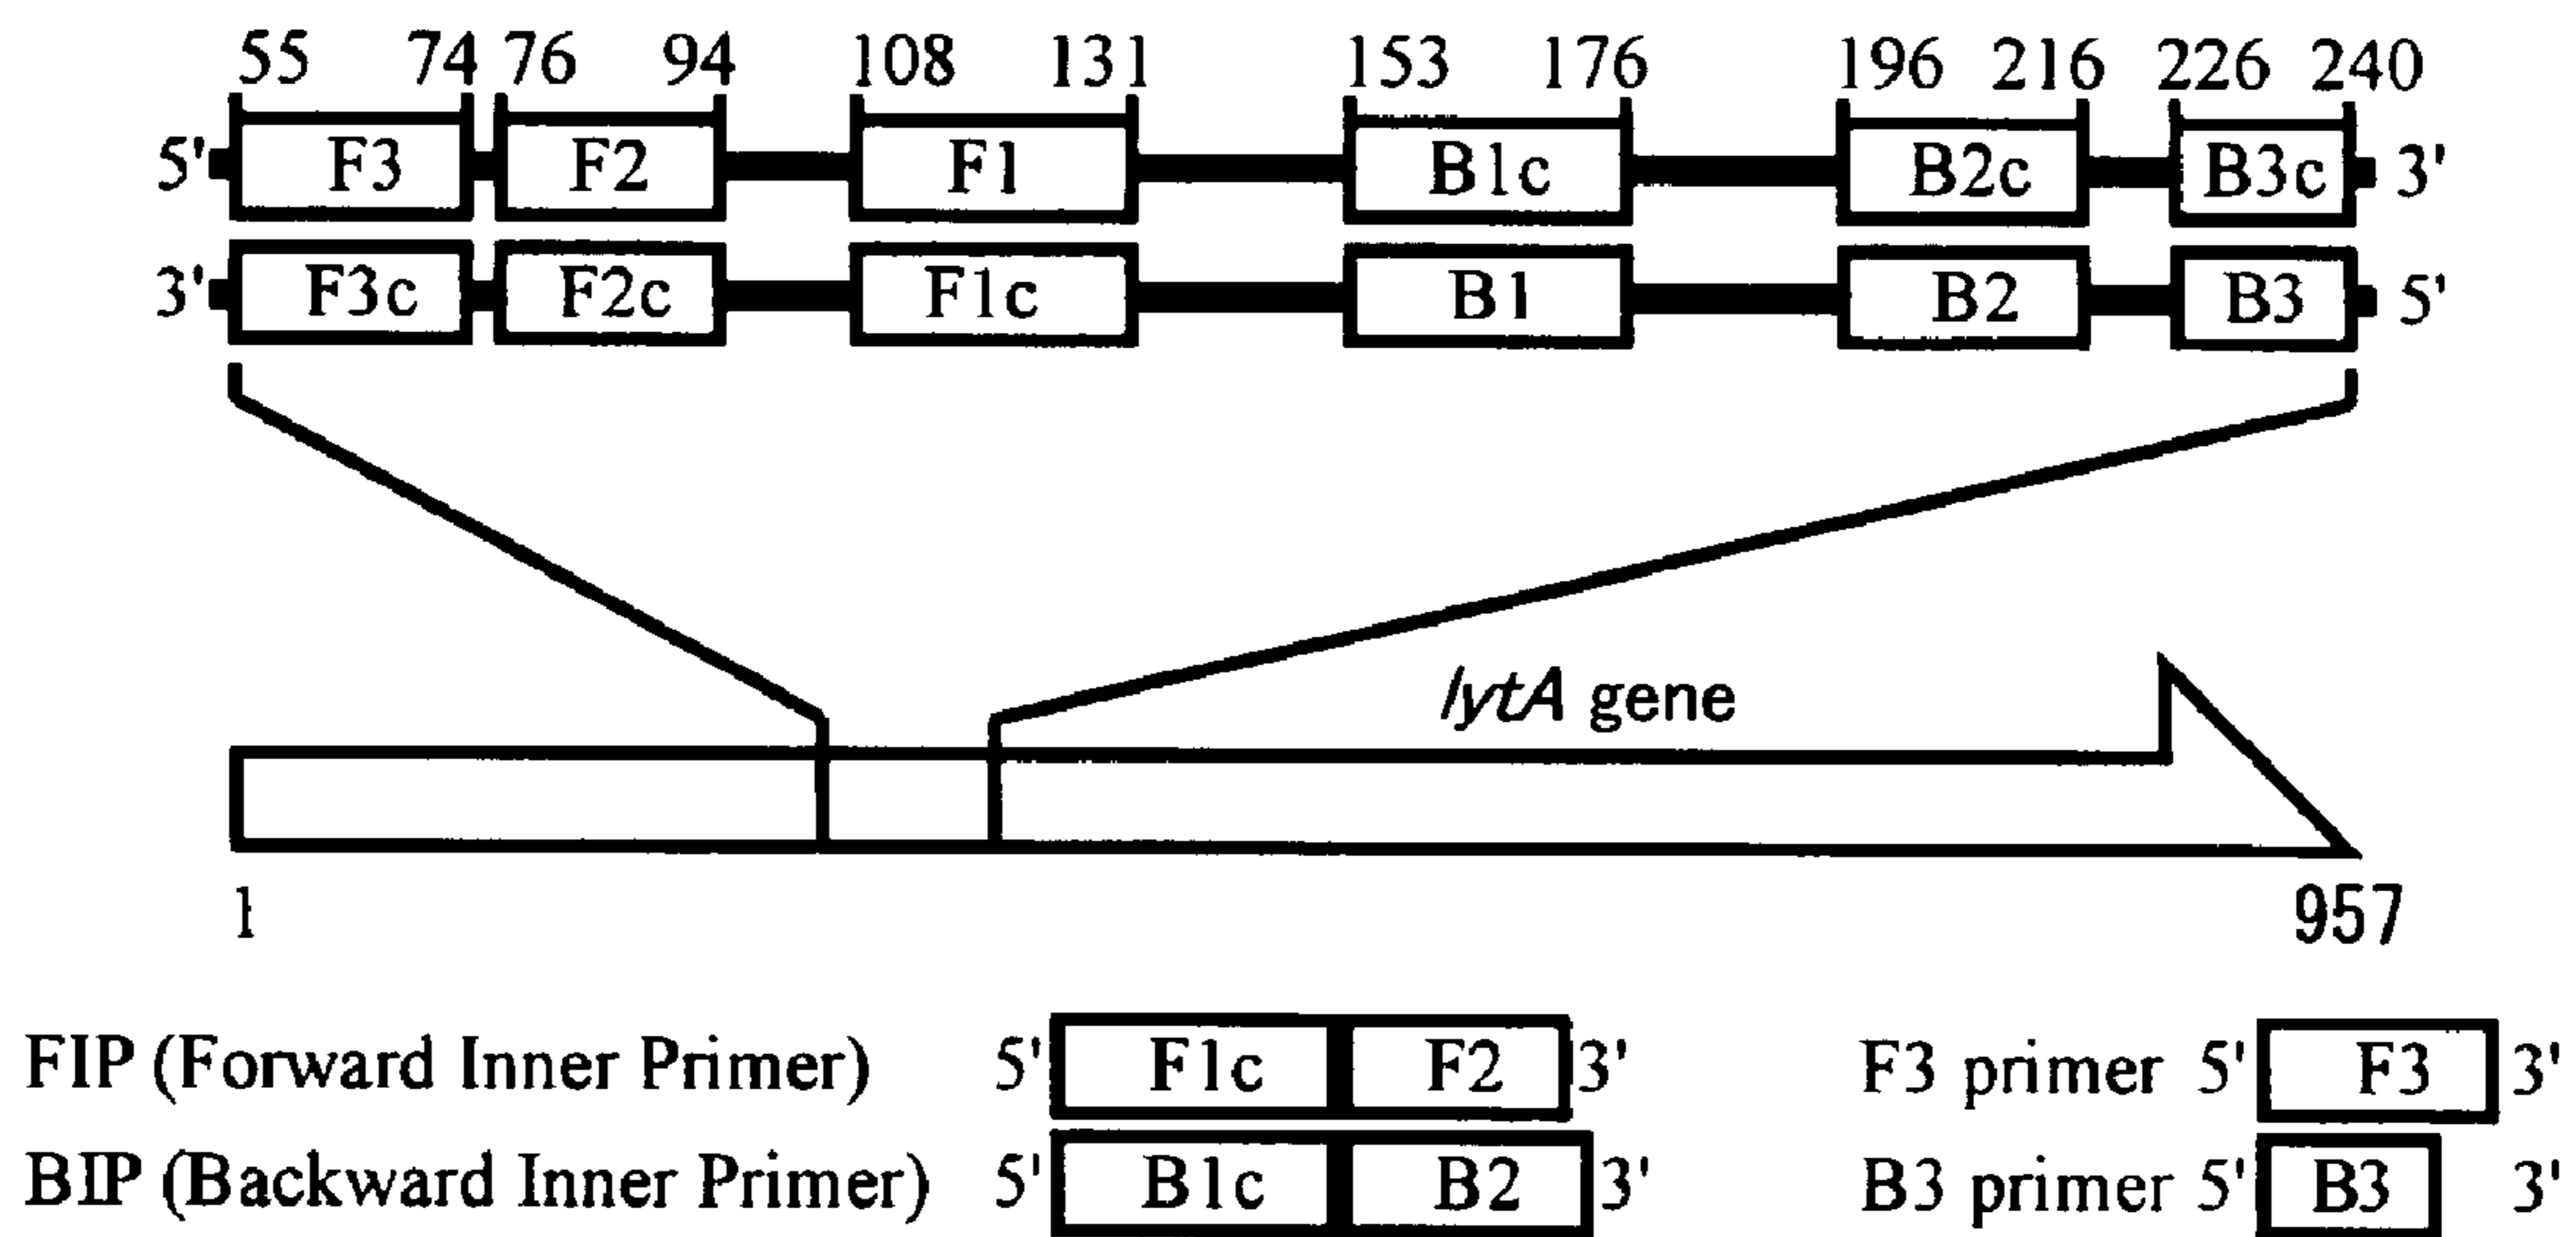 55 74 76 94 108 131 153 176 196 216 226 240
5' F3 F2 F1 B1c B2c B3c 3'
3' F3c F2c F1c B1 B2 B3 5'
lytA gene
1 957
FIP (Forward Inner Primer) 5' F1c F2 3' F3 primer 5' F3 3'
BIP (Backward Inner Primer) 5' B1c B2 3' B3 primer 5' B3 3'